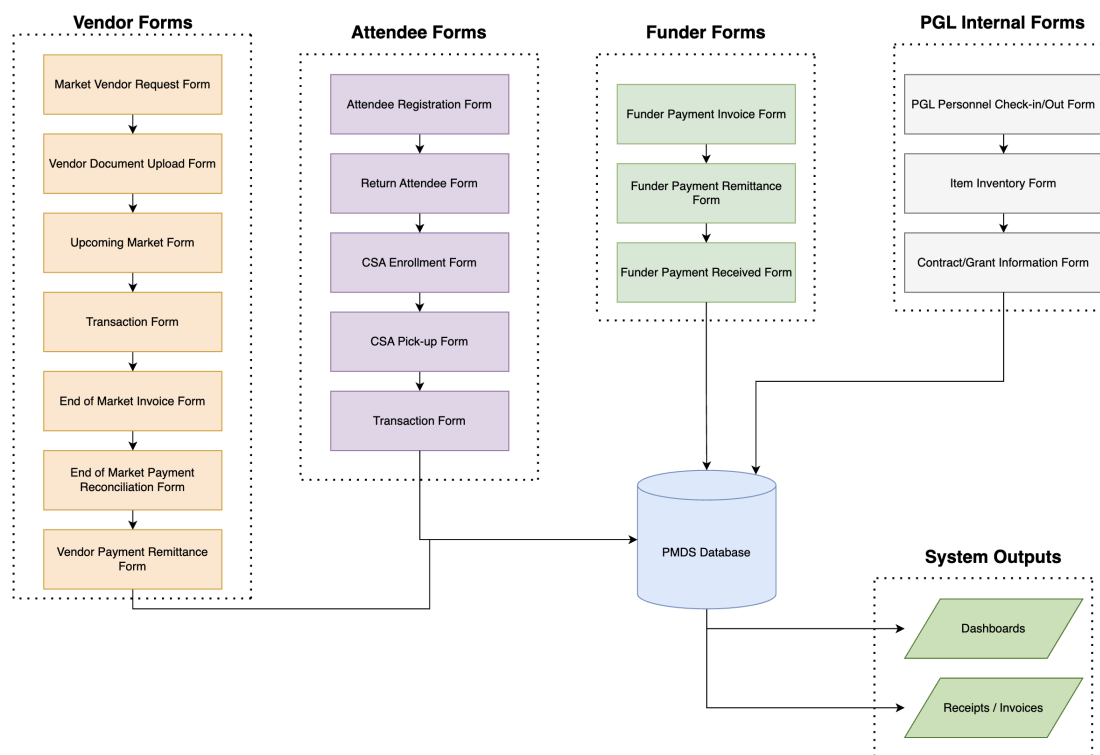 Vendor Forms
Market Vendor Request Form
Vendor Document Upload Form
Upcoming Market Form
Transaction Form
End of Market Invoice Form
End of Market Payment
Reconciliation Form
Vendor Payment Remittance
Form
Attendee Forms
Attendee Registration Form
Return Attendee Form
CSA Enrollment Form
CSA Pick-up Form
Transaction Form
Funder Forms
Funder Payment Invoice Form
Funder Payment Remittance
Form
Funder Payment Received Form
PGL Internal Forms
PGL Personnel Check-in/Out Form
Item Inventory Form
Contract/Grant Information Form
PMDS Database
System Outputs
Dashboards
Receipts / Invoices